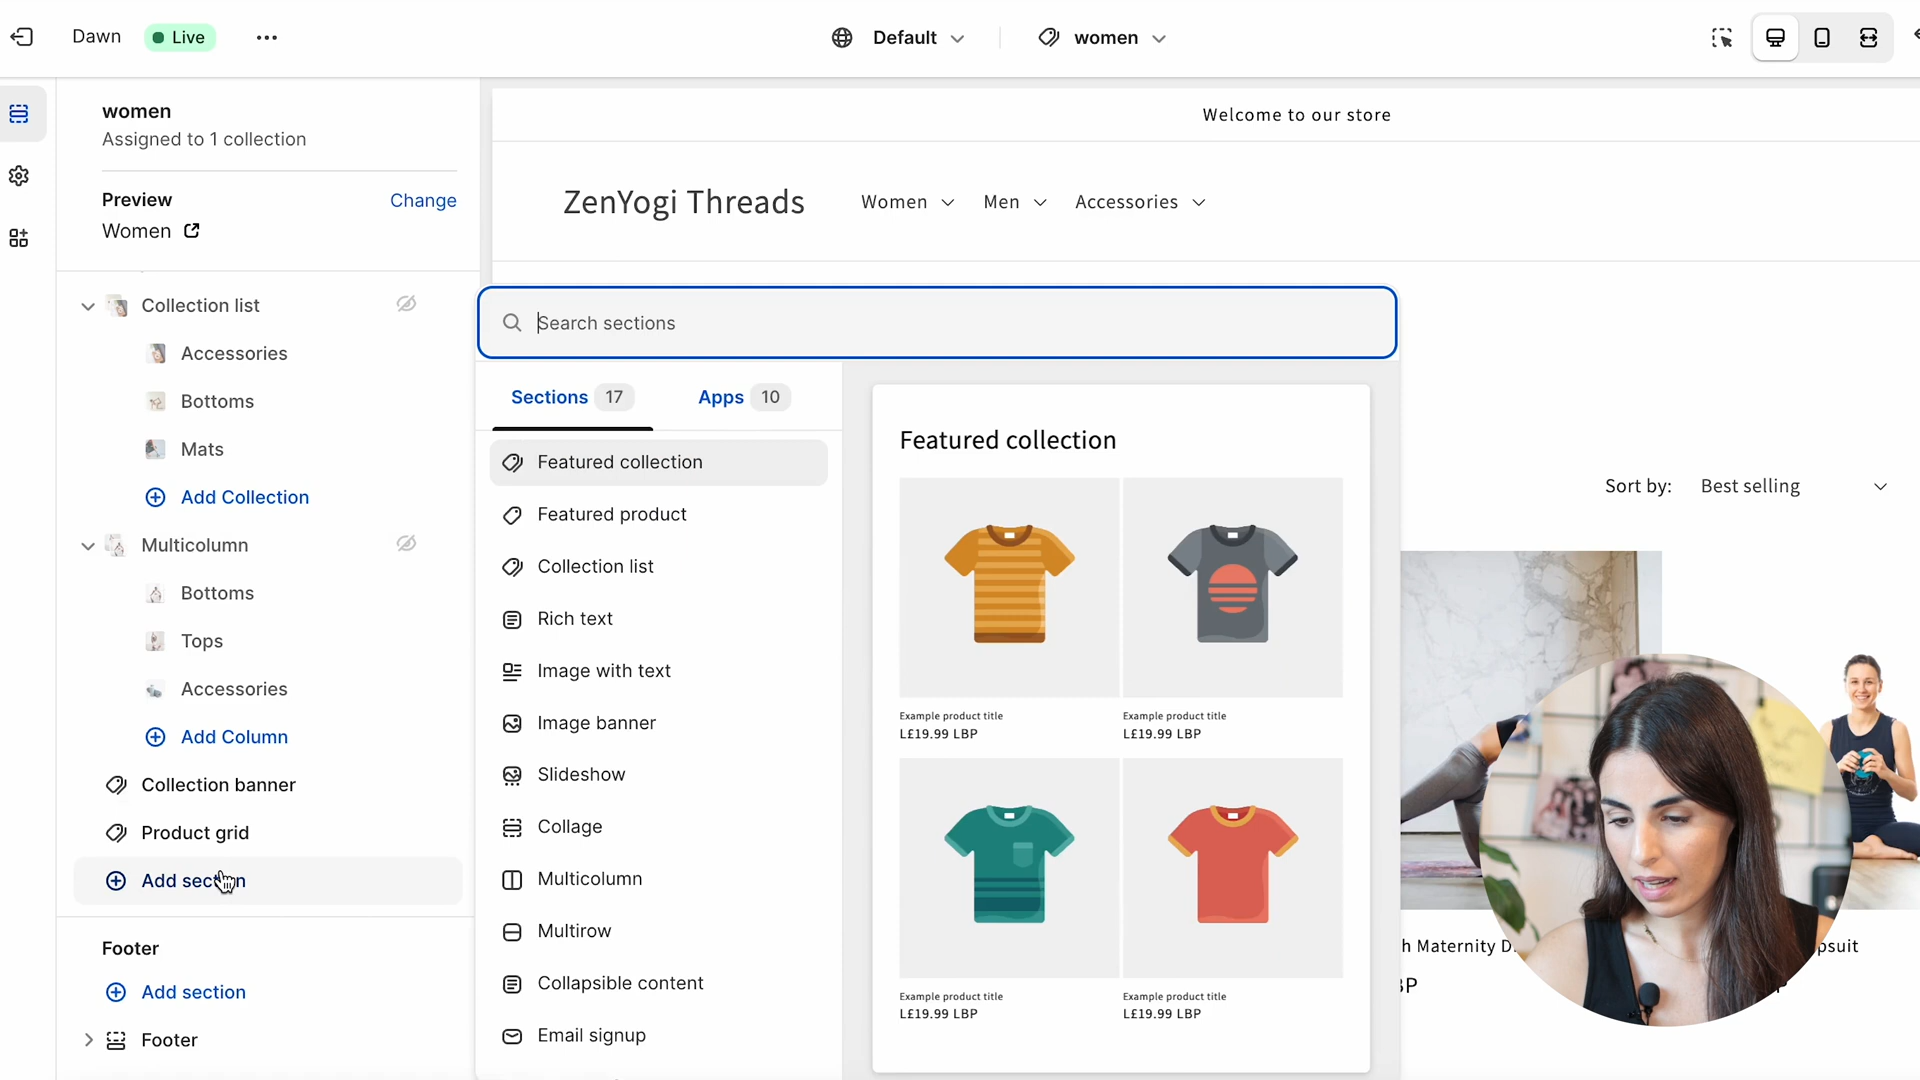 Dawn
Live
Default
women
women
Assigned to 1 collection
Preview
Change
Women
Collection list
Accessories
Bottoms
Mats
Add Collection
Multicolumn
Bottoms
Tops
Accessories
Add Column
Collection banner
Product grid
Add section
Footer
Add section
Footer
Welcome to our store
ZenYogi Threads
Women
Men
Accessories
Search sections
Sections 17
Apps 10
Featured collection
Featured product
Collection list
Rich text
Image with text
Image banner
Slideshow
Collage
Multicolumn
Multirow
Collapsible content
Email signup
Featured collection
Example product title
L£19.99 LBP
Example product title
L£19.99 LBP
Example product title
L£19.99 LBP
Example product title
L£19.99 LBP
Sort by: Best selling
h Maternity D
psuit
BP